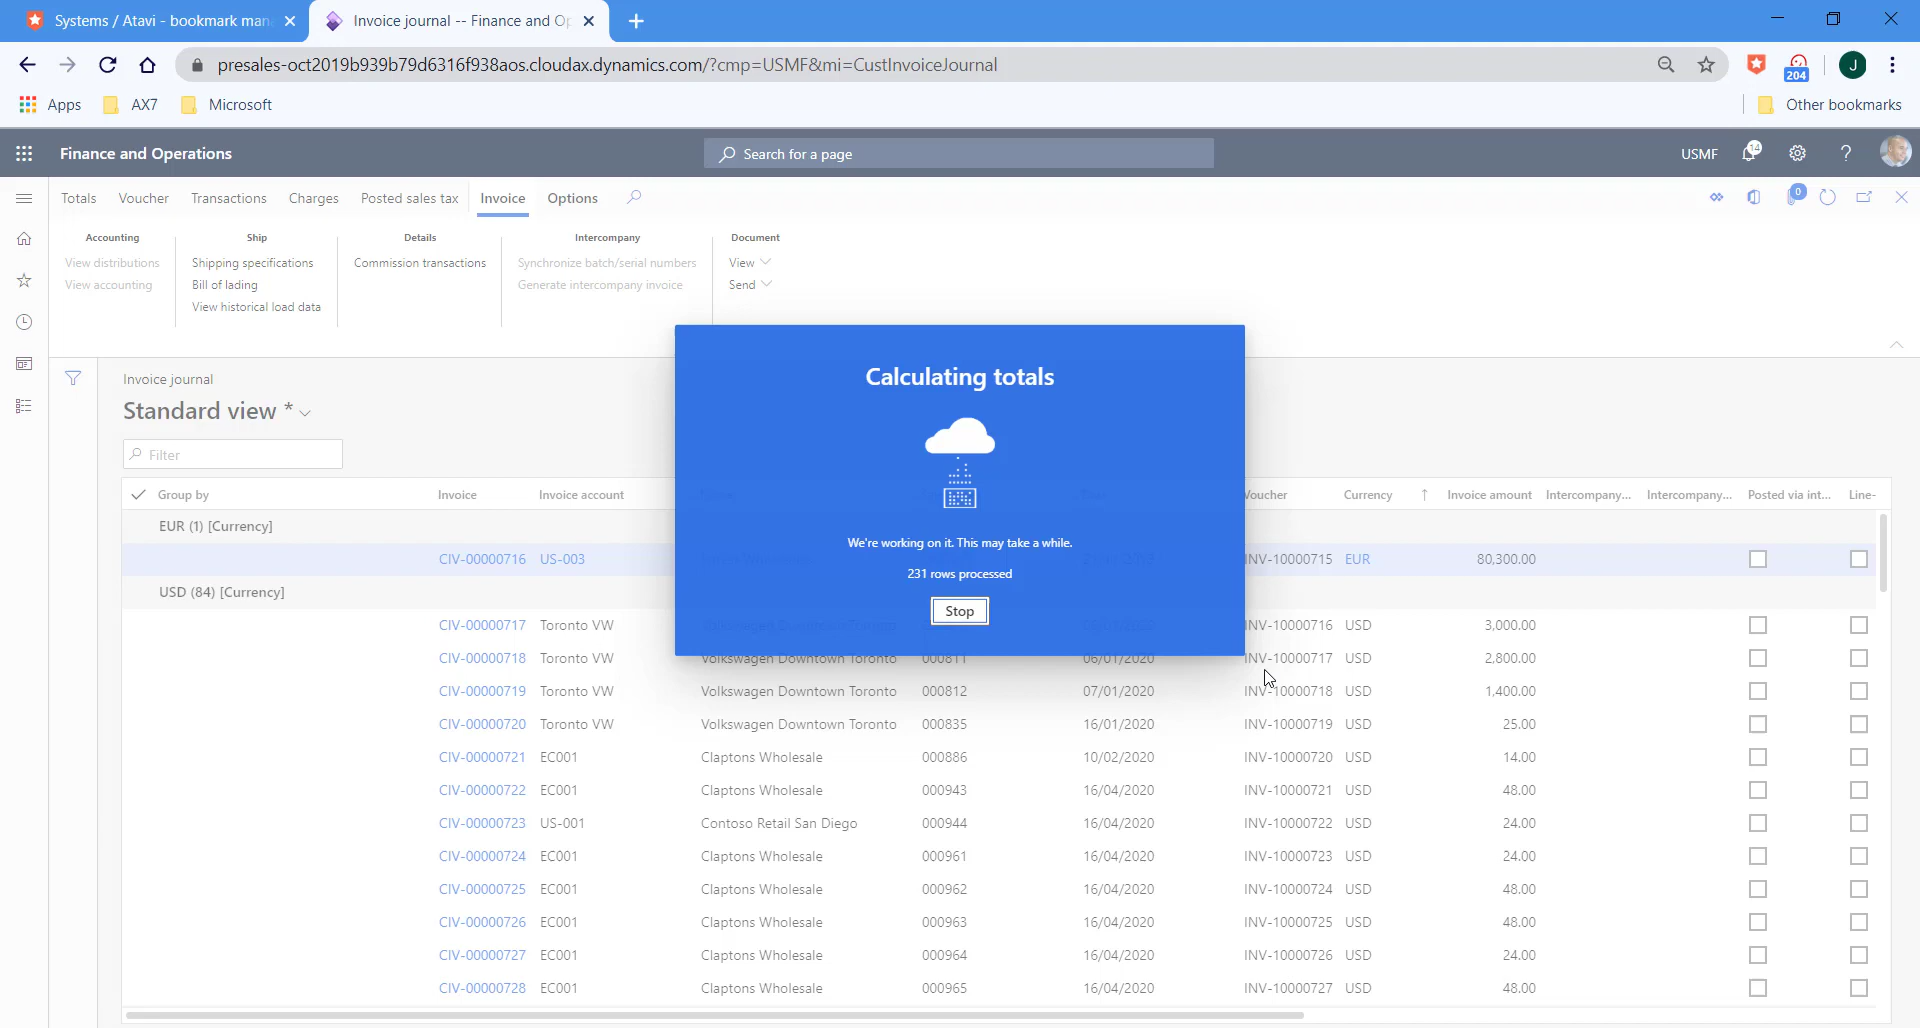 Systems / Atavi - bookmark man
Invoice journal -- Finance and Op
presales-oct2019b939b79d6316f938aos.cloudax.dynamics.com/?cmp=USMF&mi=CustInvoiceJournal
204
J
Apps
AX7
Microsoft
Other bookmarks
Finance and Operations
Search for a page
USMF
14
?
Totals
Voucher
Transactions
Charges
Posted sales tax
Invoice
Options
0
Accounting
Ship
Details
Intercompany
Document
View distributions
Shipping specifications
Commission transactions
Synchronize batch/serial numbers
View
View accounting
Bill of lading
Generate intercompany invoice
Send
View historical load data
Invoice journal
Standard view *
Filter
Calculating totals
We're working on it. This may take a while.
231 rows processed
Stop
Group by Invoice Invoice account Voucher Currency Invoice amount Intercompany... Intercompany... Posted via int... Line-
EUR (1) [Currency]
CIV-00000716 US-003 INV-10000715 EUR 80,300.00
USD (84) [Currency]
CIV-00000717 Toronto VW INV-10000716 USD 3,000.00
CIV-00000718 Toronto VW Volkswagen Downtown Toronto 000811 06/01/2020 INV-10000717 USD 2,800.00
CIV-00000719 Toronto VW Volkswagen Downtown Toronto 000812 07/01/2020 INV-10000718 USD 1,400.00
CIV-00000720 Toronto VW Volkswagen Downtown Toronto 000835 16/01/2020 INV-10000719 USD 25.00
CIV-00000721 EC001 Claptons Wholesale 000886 10/02/2020 INV-10000720 USD 14.00
CIV-00000722 EC001 Claptons Wholesale 000943 16/04/2020 INV-10000721 USD 48.00
CIV-00000723 US-001 Contoso Retail San Diego 000944 16/04/2020 INV-10000722 USD 24.00
CIV-00000724 EC001 Claptons Wholesale 000961 16/04/2020 INV-10000723 USD 24.00
CIV-00000725 EC001 Claptons Wholesale 000962 16/04/2020 INV-10000724 USD 48.00
CIV-00000726 EC001 Claptons Wholesale 000963 16/04/2020 INV-10000725 USD 48.00
CIV-00000727 EC001 Claptons Wholesale 000964 16/04/2020 INV-10000726 USD 24.00
CIV-00000728 EC001 Claptons Wholesale 000965 16/04/2020 INV-10000727 USD 48.00